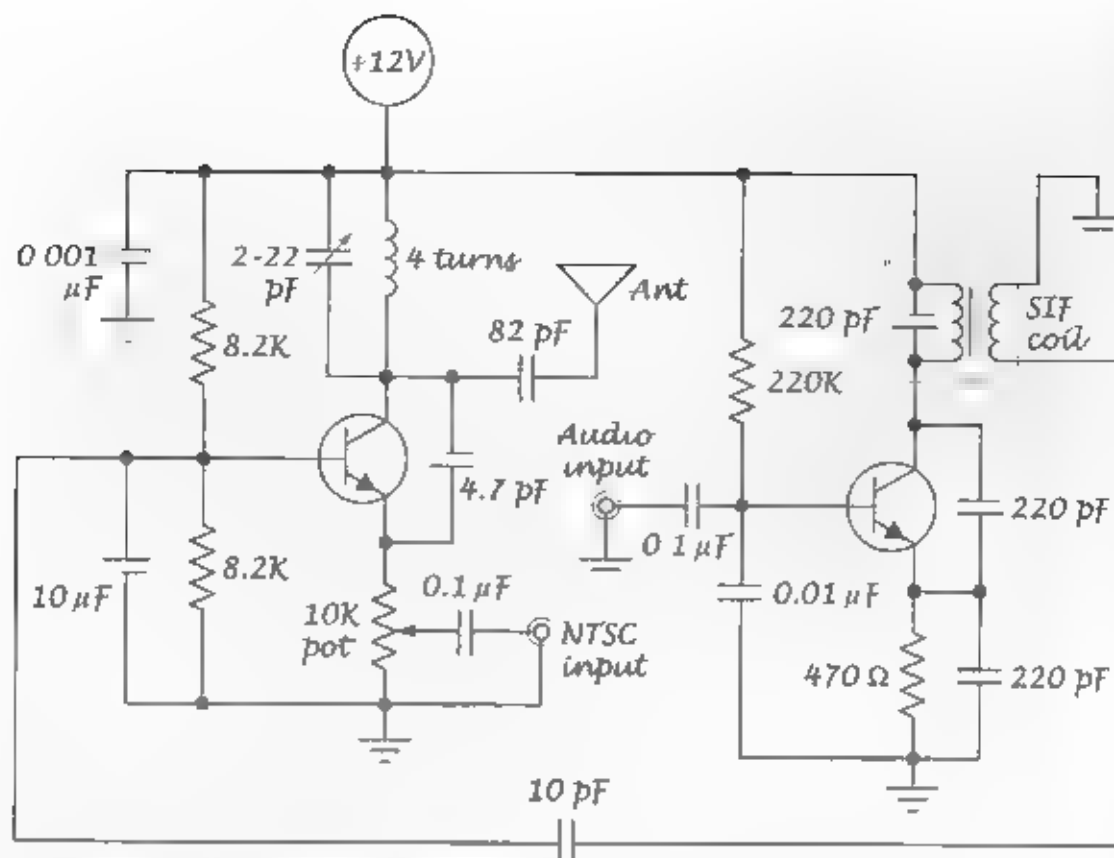 +12V
0 001
µF
2-22
pF
4 turns
Ant
8.2K
82 pF
220 pF
SIF
coil
220K
Audio
input
4.7 pF
0 1 µF
220 pF
10 µF
8.2K
10K
pot
0.1 µF
NTSC
input
0.01 µF
470 Ω
220 pF
10 pF